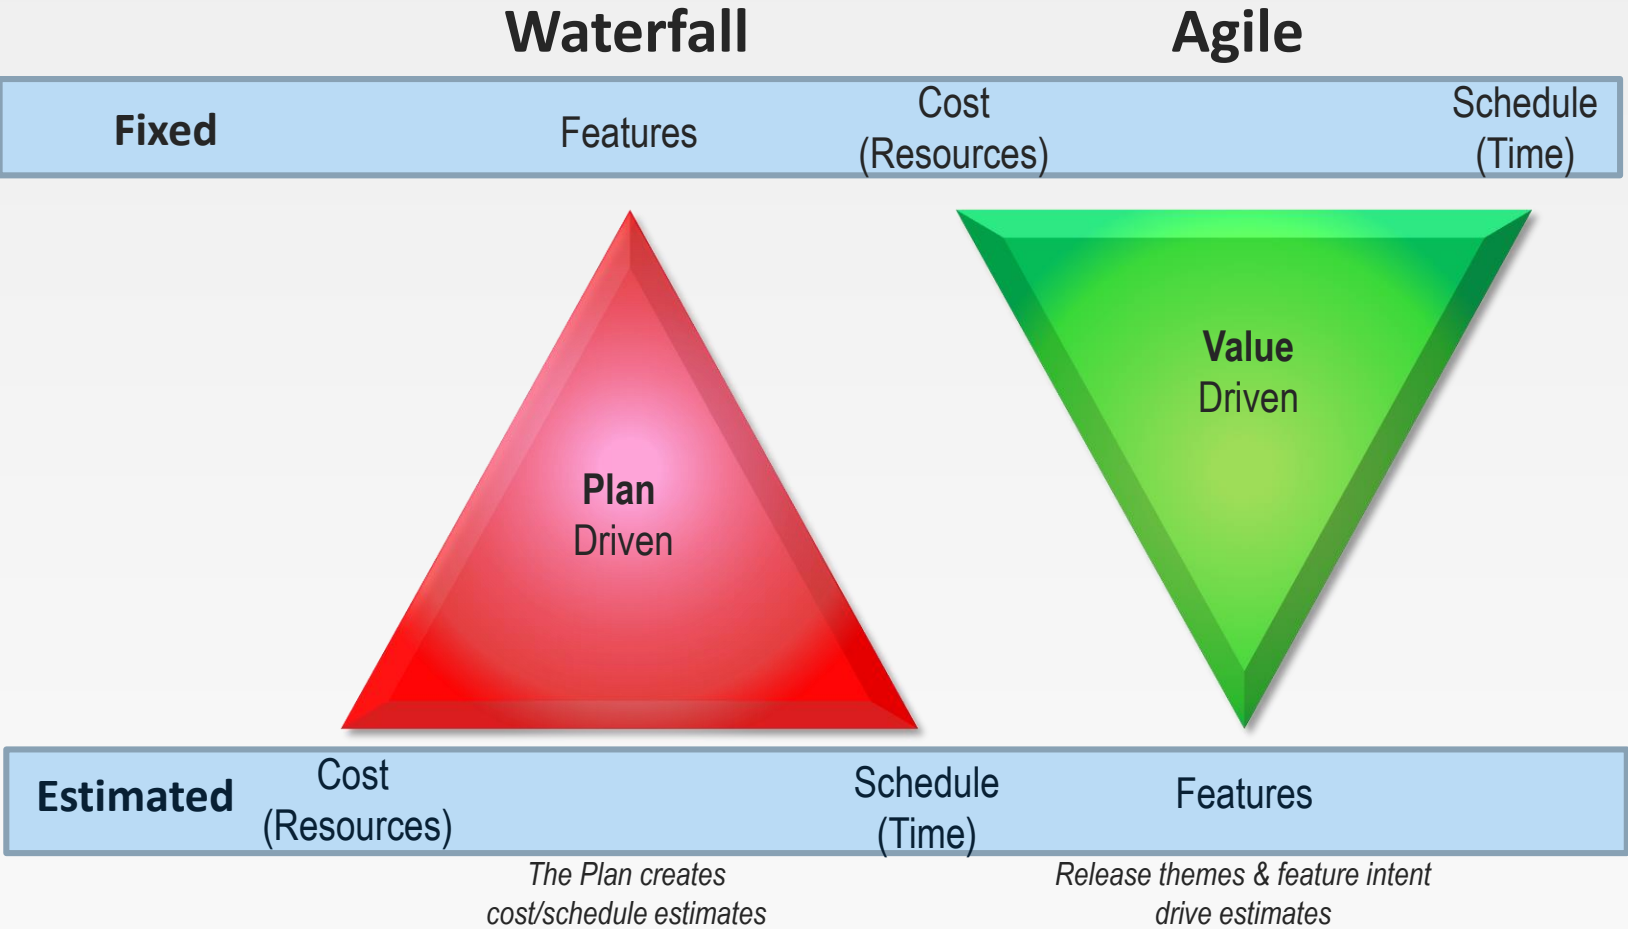 Waterfall
Agile
Fixed
Features
Cost
(Resources)
Schedule
(Time)
Plan
Driven
Value
Driven
Estimated
Cost
(Resources)
Schedule
(Time)
Features
The Plan creates
cost/schedule estimates
Release themes & feature intent
drive estimates